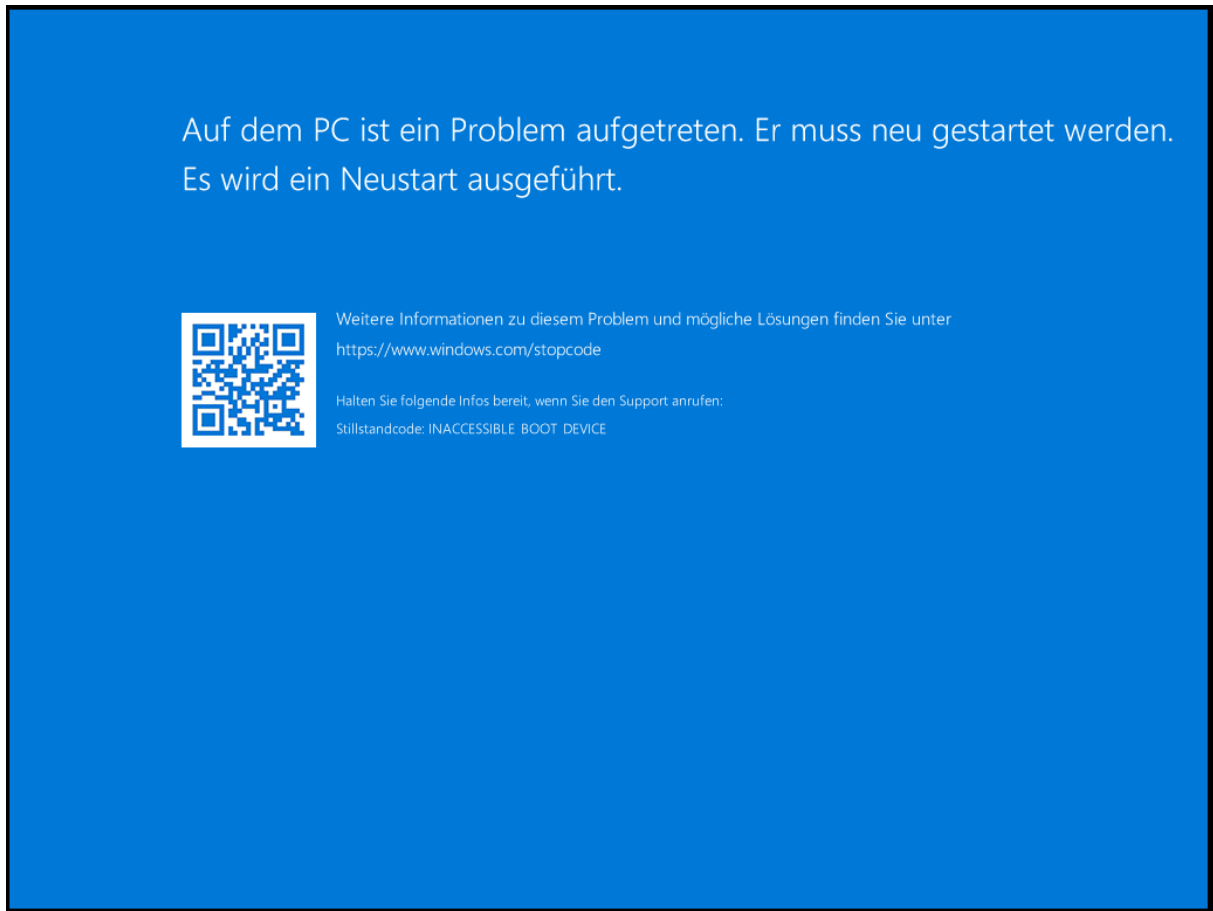 Auf dem PC ist ein Problem aufgetreten. Er muss neu gestartet werden.
Es wird ein Neustart ausgeführt.
Weitere Informationen zu diesem Problem und mögliche Lösungen finden Sie unter
https://www.windows.com/stopcode
Halten Sie folgende Infos bereit, wenn Sie den Support anrufen:
Stillstandcode: INACCESSIBLE BOOT DEVICE